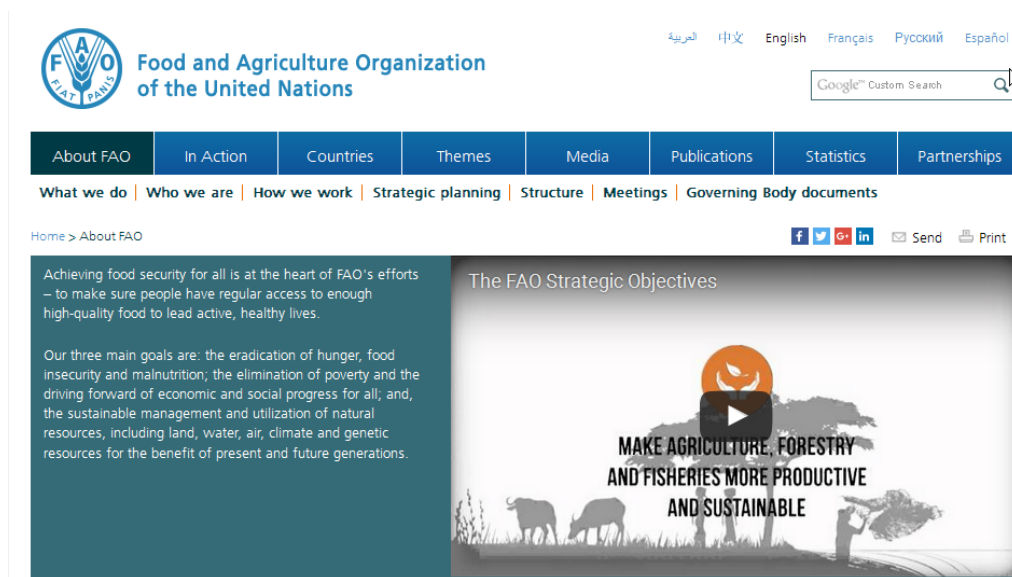 العربية 中文 English Français Русский Español
F A O
FIAT PANIS
Food and Agriculture Organization
of the United Nations
Google™ Custom Search
About FAO In Action Countries Themes Media Publications Statistics Partnerships
What we do | Who we are | How we work | Strategic planning | Structure | Meetings | Governing Body documents
Home > About FAO
f G+ in Send Print
Achieving food security for all is at the heart of FAO's efforts
– to make sure people have regular access to enough
high-quality food to lead active, healthy lives.
Our three main goals are: the eradication of hunger, food
insecurity and malnutrition; the elimination of poverty and the
driving forward of economic and social progress for all; and,
the sustainable management and utilization of natural
resources, including land, water, air, climate and genetic
resources for the benefit of present and future generations.
The FAO Strategic Objectives
MAKE AGRICULTURE, FORESTRY
AND FISHERIES MORE PRODUCTIVE
AND SUSTAINABLE